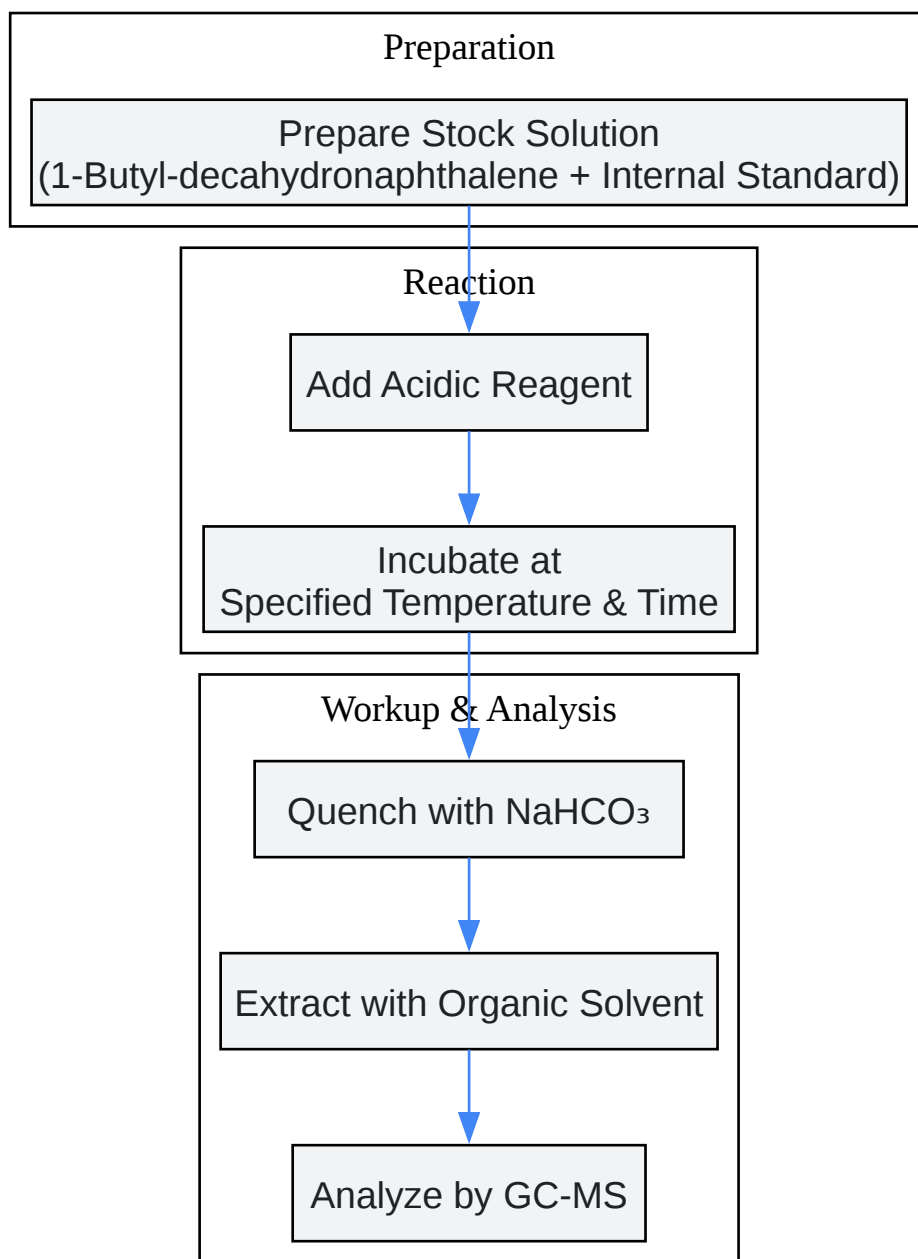 Preparation
Prepare Stock Solution
(1-Butyl-decahydronaphthalene + Internal Standard)
Reaction
Add Acidic Reagent
Incubate at
Specified Temperature & Time
Workup & Analysis
Quench with NaHCO₃
Extract with Organic Solvent
Analyze by GC-MS